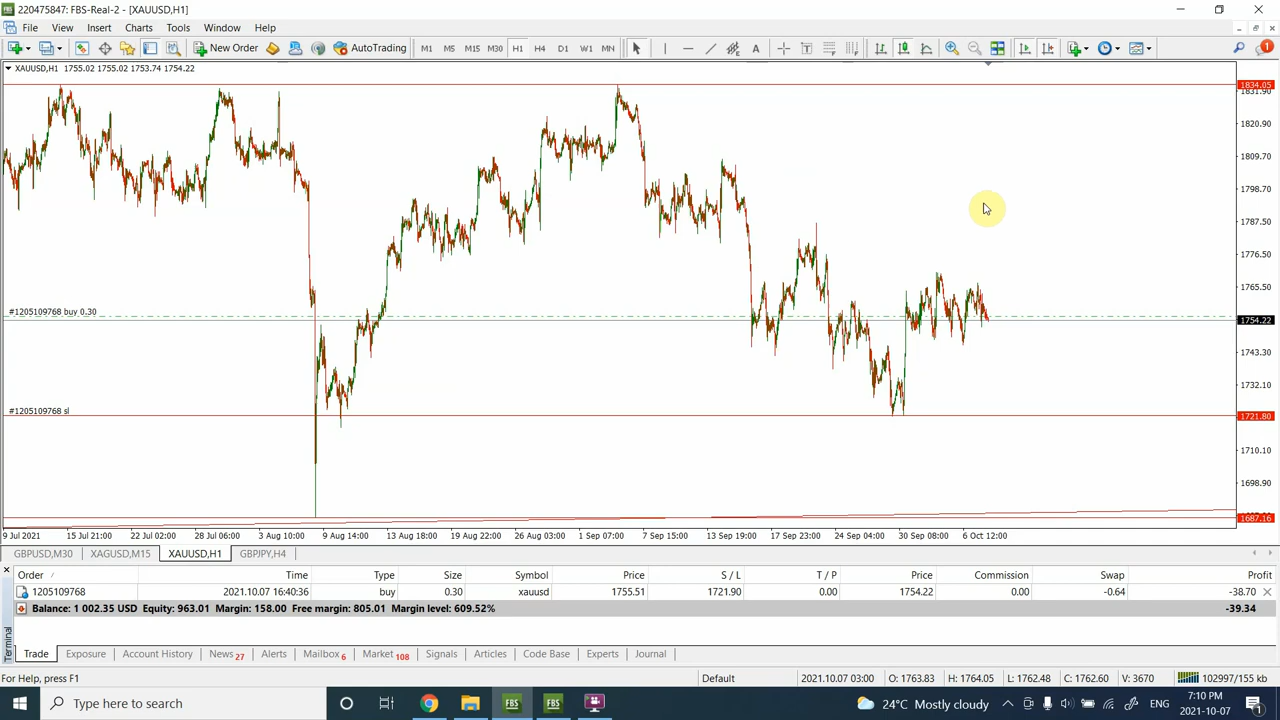 220475847: FBS-Real-2 - [XAUUSD,H1]
File View Insert Charts Tools Window Help
New Order AutoTrading M1 M5 M15 M30 H1 H4 D1 W1 MN A T 1
XAUUSD,H1 1755.02 1755.02 1753.74 1754.22
1834.05
1831.90
1820.90
1809.70
1798.70
1787.50
1776.50
1765.50
#1205109768 buy 0.30
1754.22
1743.30
1732.10
#1205109768 sl
1721.80
1710.10
1698.90
1687.16
9 Jul 2021 15 Jul 21:00 22 Jul 02:00 28 Jul 06:00 3 Aug 10:00 9 Aug 14:00 13 Aug 18:00 19 Aug 22:00 26 Aug 03:00 1 Sep 07:00 7 Sep 15:00 13 Sep 19:00 17 Sep 23:00 24 Sep 04:00 30 Sep 08:00 6 Oct 12:00
GBPUSD,M30 XAGUSD,M15 XAUUSD,H1 GBPJPY,H4
Order Time Type Size Symbol Price S / L T / P Price Commission Swap Profit
1205109768 2021.10.07 16:40:36 buy 0.30 xauusd 1755.51 1721.90 0.00 1754.22 0.00 -0.64 -38.70
Balance: 1 002.35 USD Equity: 963.01 Margin: 158.00 Free margin: 805.01 Margin level: 609.52% -39.34
Terminal
Trade Exposure Account History News 27 Alerts Mailbox 6 Market 108 Signals Articles Code Base Experts Journal
For Help, press F1 Default 2021.10.07 03:00 O: 1763.83 H: 1764.05 L: 1762.48 C: 1762.60 V: 3670 102997/155 kb
Type here to search FBS FBS 24°C Mostly cloudy ENG 7:10 PM 2021-10-07 1